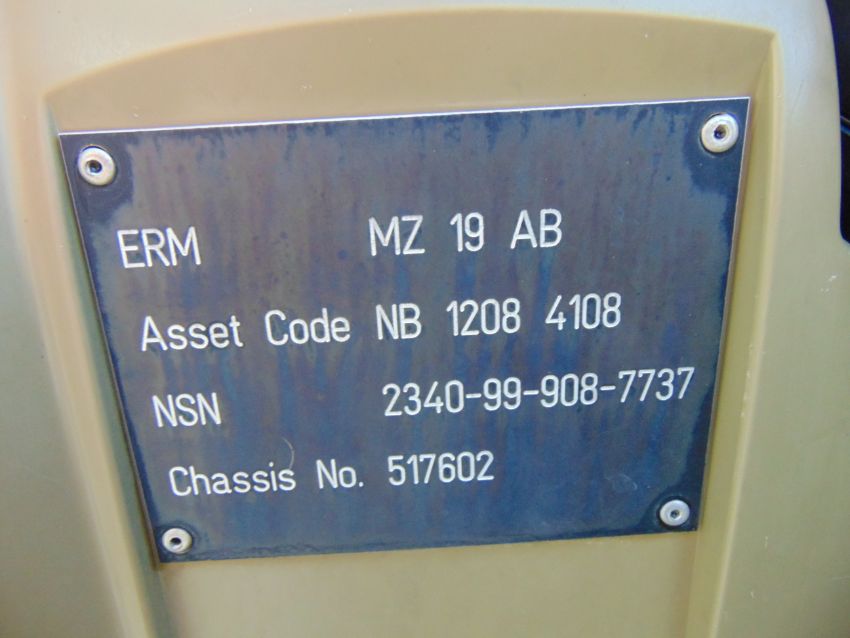 ERM MZ 19 AB
Asset Code NB 1208 4108
NSN 2340-99-908-7737
Chassis No. 517602